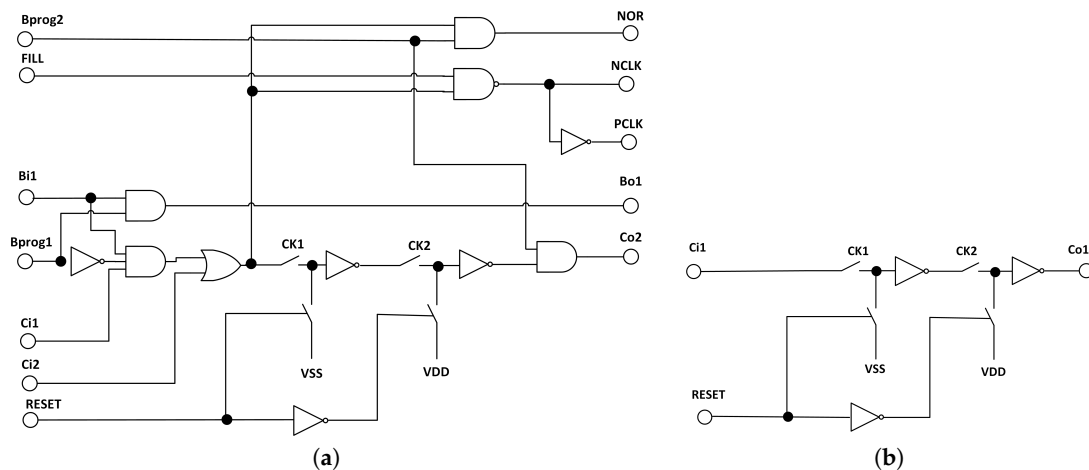 Bprog2
NOR
FILL
NCLK
PCLK
Bi1
Bo1
Bprog1
CK1
CK2
Co2
Ci1
VSS
VDD
Ci2
RESET
(a)
Ci1
CK1
CK2
Co1
VSS
VDD
RESET
(b)